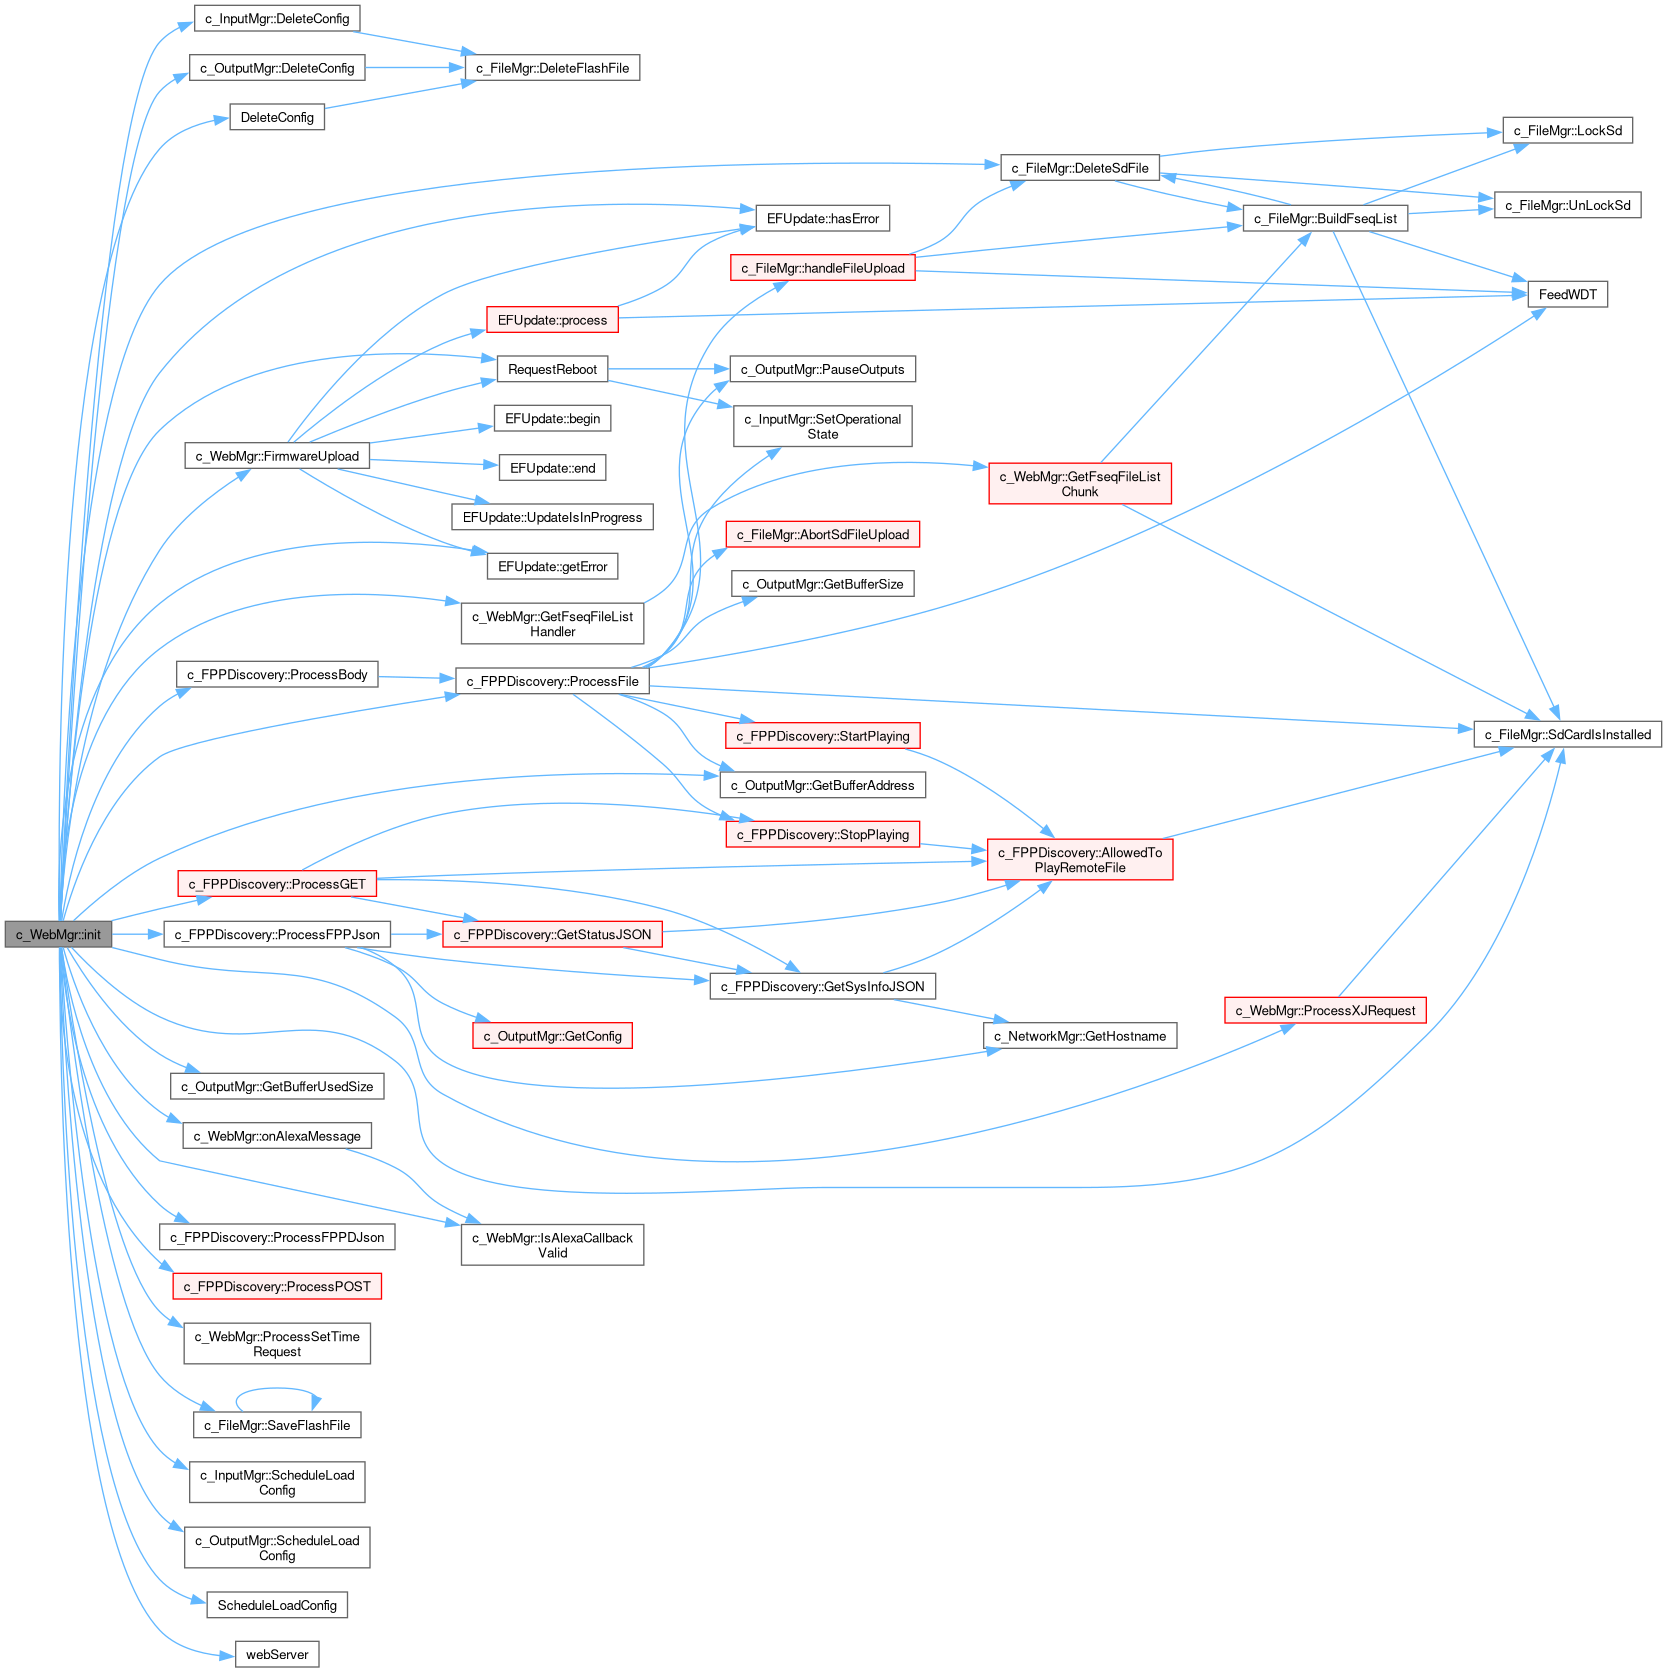 c_InputMgr::DeleteConfig
c_OutputMgr::DeleteConfig
c_FileMgr::DeleteFlashFile
DeleteConfig
c_FileMgr::LockSd
c_FileMgr::DeleteSdFile
c_FileMgr::UnLockSd
EFUpdate::hasError
c_FileMgr::BuildFseqList
c_FileMgr::handleFileUpload
FeedWDT
EFUpdate::process
RequestReboot
c_OutputMgr::PauseOutputs
EFUpdate::begin
c_InputMgr::SetOperational
State
c_WebMgr::FirmwareUpload
EFUpdate::end
c_WebMgr::GetFseqFileList
Chunk
EFUpdate::UpdateIsInProgress
c_FileMgr::AbortSdFileUpload
EFUpdate::getError
c_OutputMgr::GetBufferSize
c_WebMgr::GetFseqFileList
Handler
c_FPPDiscovery::ProcessBody
c_FPPDiscovery::ProcessFile
c_FPPDiscovery::StartPlaying
c_FileMgr::SdCardIsInstalled
c_OutputMgr::GetBufferAddress
c_FPPDiscovery::StopPlaying
c_FPPDiscovery::AllowedTo
PlayRemoteFile
c_FPPDiscovery::ProcessGET
c_WebMgr::init
c_FPPDiscovery::ProcessFPPJson
c_FPPDiscovery::GetStatusJSON
c_FPPDiscovery::GetSysInfoJSON
c_WebMgr::ProcessXJRequest
c_OutputMgr::GetConfig
c_NetworkMgr::GetHostname
c_OutputMgr::GetBufferUsedSize
c_WebMgr::onAlexaMessage
c_FPPDiscovery::ProcessFPPDJson
c_WebMgr::IsAlexaCallback
Valid
c_FPPDiscovery::ProcessPOST
c_WebMgr::ProcessSetTime
Request
c_FileMgr::SaveFlashFile
c_InputMgr::ScheduleLoad
Config
c_OutputMgr::ScheduleLoad
Config
ScheduleLoadConfig
webServer